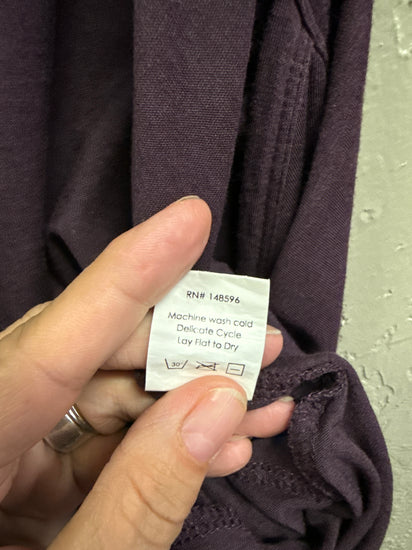 RN# 148596
Machine wash cold
Delicate Cycle
Lay Flat to Dry
30°